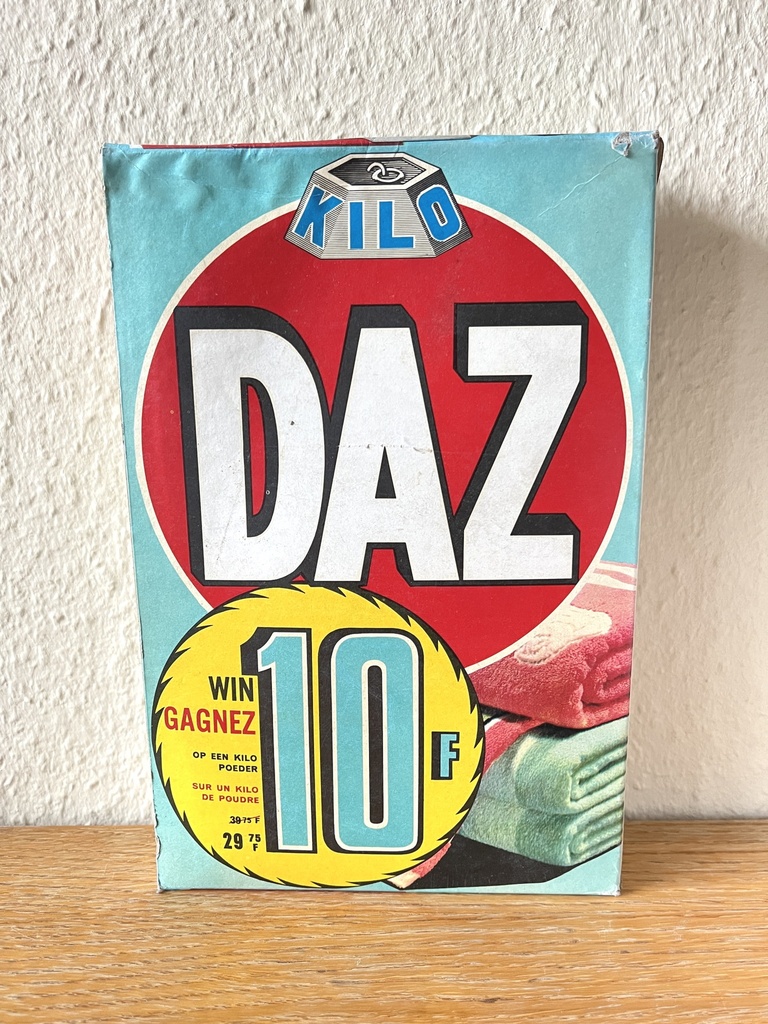 KILO
DAZ
WIN
GAGNEZ
10 F
OP EEN KILO
POEDER
SUR UN KILO
DE POUDRE
39 75 F
29 75 F